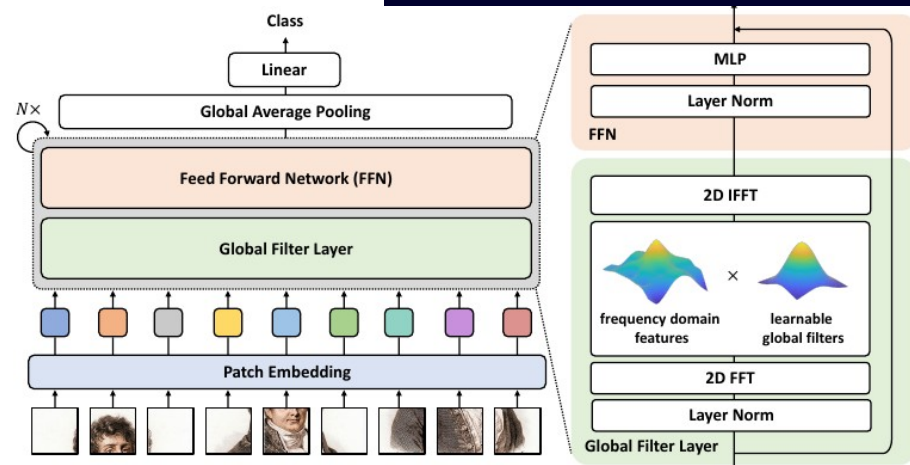 Class
Linear
Global Average Pooling
N×
Feed Forward Network (FFN)
Global Filter Layer
Patch Embedding
MLP
Layer Norm
FFN
2D IFFT
×
frequency domain
features
learnable
global filters
2D FFT
Layer Norm
Global Filter Layer